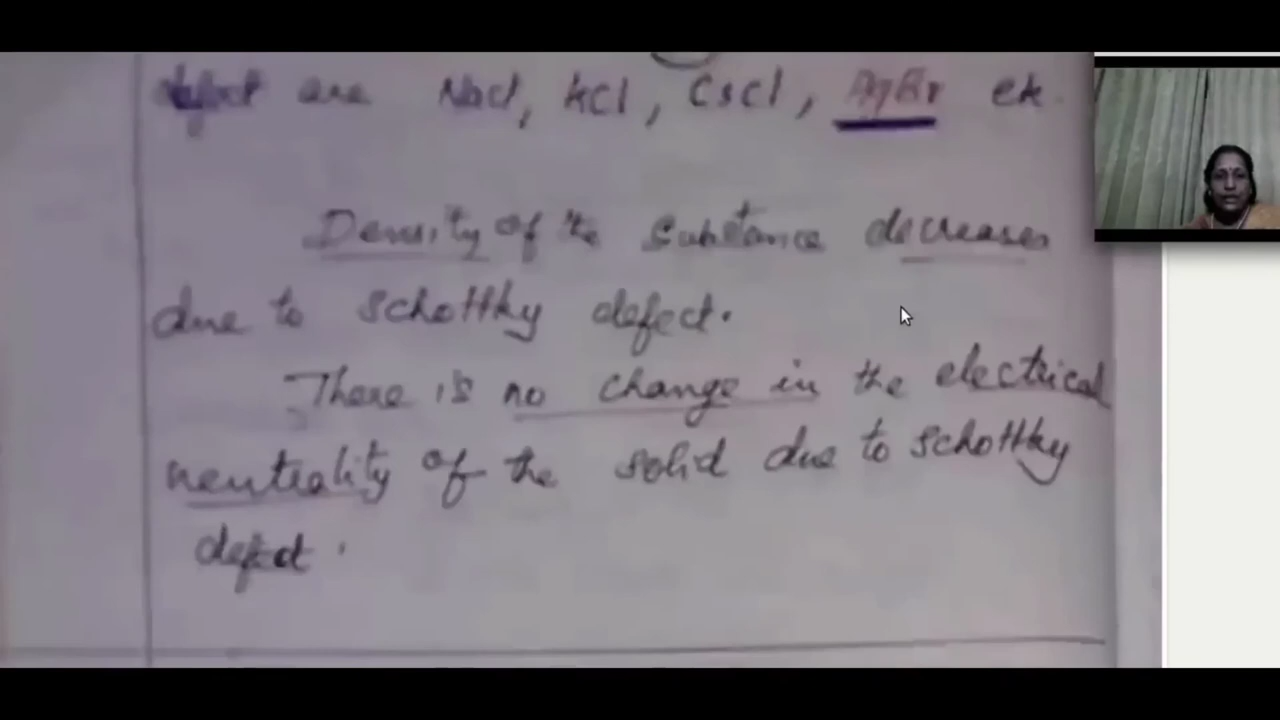 defect are Nacl, KCl, CsCl, AgBr etc.
Density of the substance decreases
due to schottky defect.
There is no change in the electrical
neutrality of the solid due to schottky
defect.